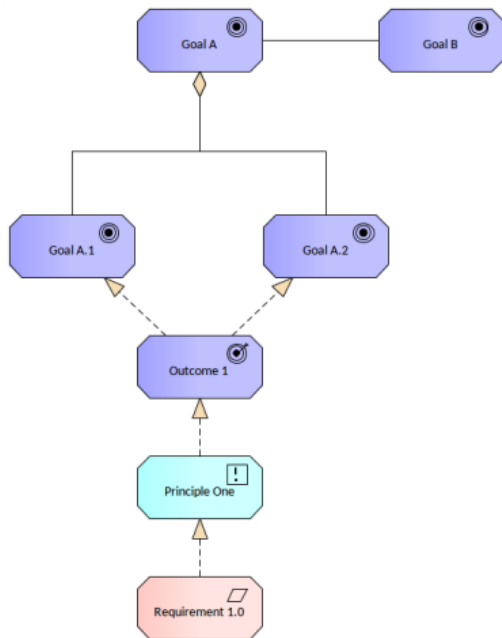 Goal A
Goal B
Goal A.1
Goal A.2
Outcome 1
Principle One
Requirement 1.0